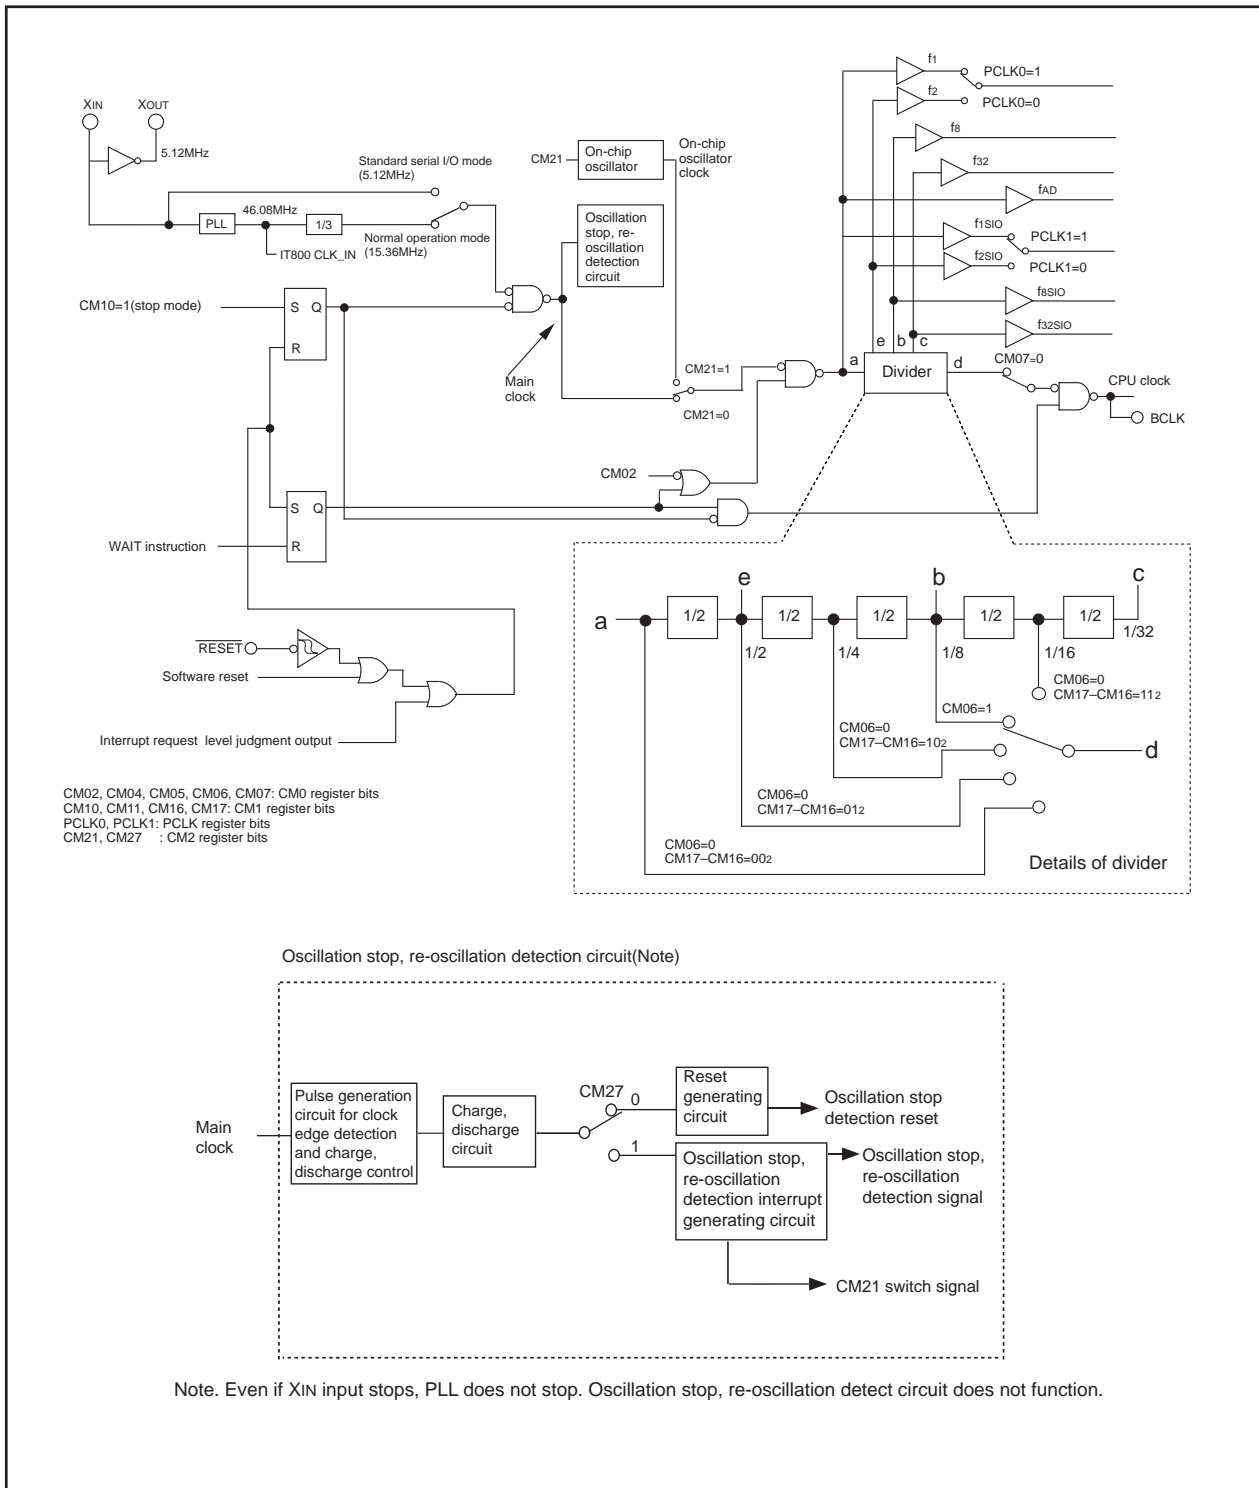 XIN
XOUT
5.12MHz
Standard serial I/O mode
(5.12MHz)
CM21
On-chip
oscillator
On-chip
oscillator
clock
PLL
46.08MHz
1/3
IT800 CLK_IN
Normal operation mode
(15.36MHz)
Oscillation
stop, re-
oscillation
detection
circuit
f1
PCLK0=1
f2
PCLK0=0
f8
f32
fAD
f1SIO
PCLK1=1
f2SIO
PCLK1=0
f8SIO
f32SIO
CM10=1(stop mode)
S Q
R
Main
clock
CM21=1
CM21=0
a
e b c
Divider
d
CM07=0
CPU clock
BCLK
CM02
S Q
R
WAIT instruction
RESET
Software reset
Interrupt request level judgment output
CM02, CM04, CM05, CM06, CM07: CM0 register bits
CM10, CM11, CM16, CM17: CM1 register bits
PCLK0, PCLK1: PCLK register bits
CM21, CM27 : CM2 register bits
e b c
a 1/2 1/2 1/2 1/2 1/2
1/2 1/4 1/8 1/16 1/32
CM06=0
CM17–CM16=112
CM06=1
CM06=0
CM17–CM16=102
d
CM06=0
CM17–CM16=012
CM06=0
CM17–CM16=002
Details of divider
Oscillation stop, re-oscillation detection circuit(Note)
Main
clock
Pulse generation
circuit for clock
edge detection
and charge,
discharge control
Charge,
discharge
circuit
CM27
0
1
Reset
generating
circuit
Oscillation stop
detection reset
Oscillation stop,
re-oscillation
detection interrupt
generating circuit
Oscillation stop,
re-oscillation
detection signal
CM21 switch signal
Note. Even if XIN input stops, PLL does not stop. Oscillation stop, re-oscillation detect circuit does not function.